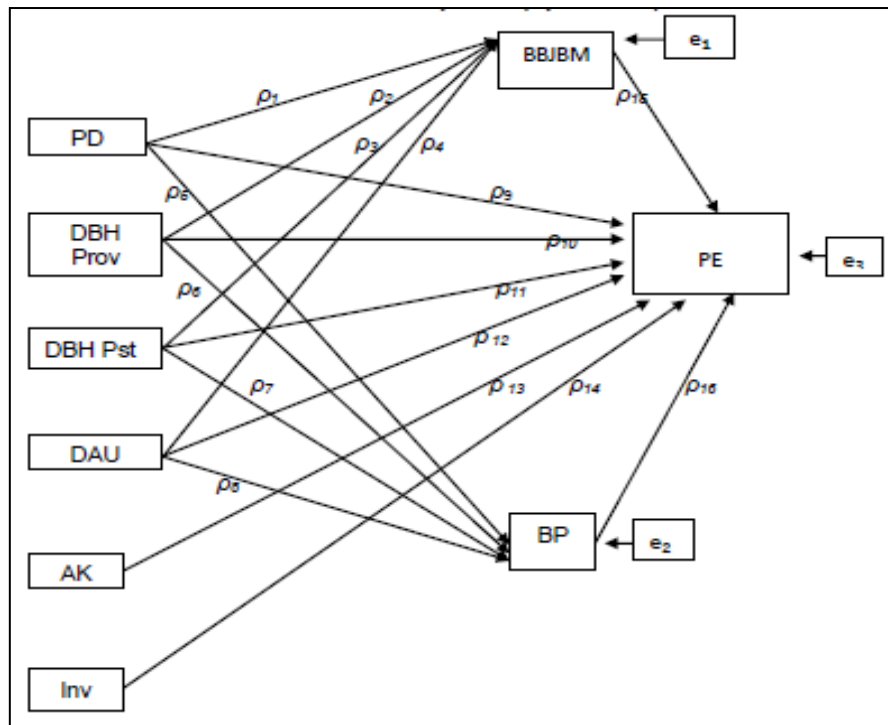 BBJBM
e₁
ρ₁
ρ₂
ρ₁₅
PD
ρ₃
ρ₄
ρ₅
ρ₉
DBH
Prov
ρ₁₀
PE
e₃
ρ₆
ρ₁₁
DBH Pst
ρ₁₂
ρ₇
ρ₁₃
ρ₁₄
ρ₁₆
DAU
ρ₈
BP
e₂
AK
Inv